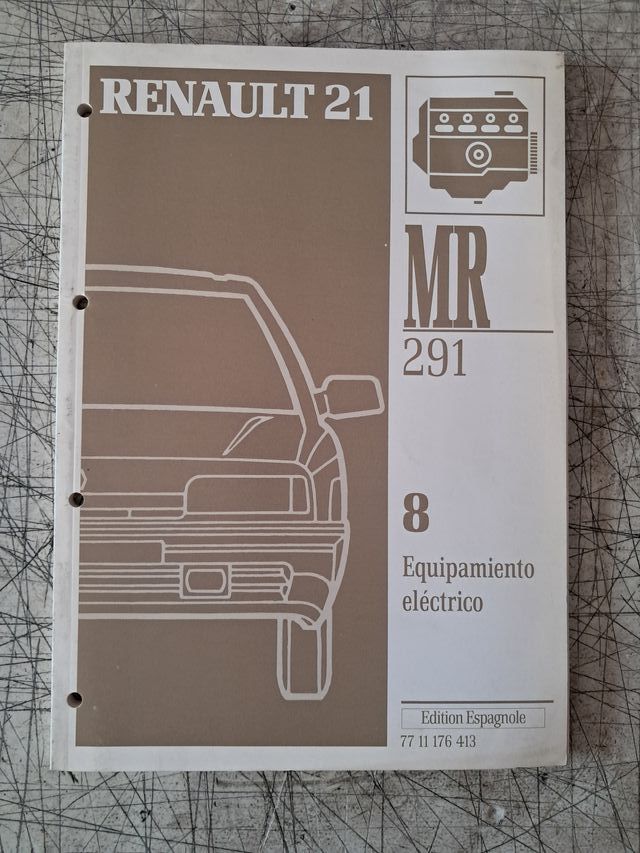 RENAULT 21
MR
291
8
Equipamiento
eléctrico
Edition Espagnole
77 11 176 413